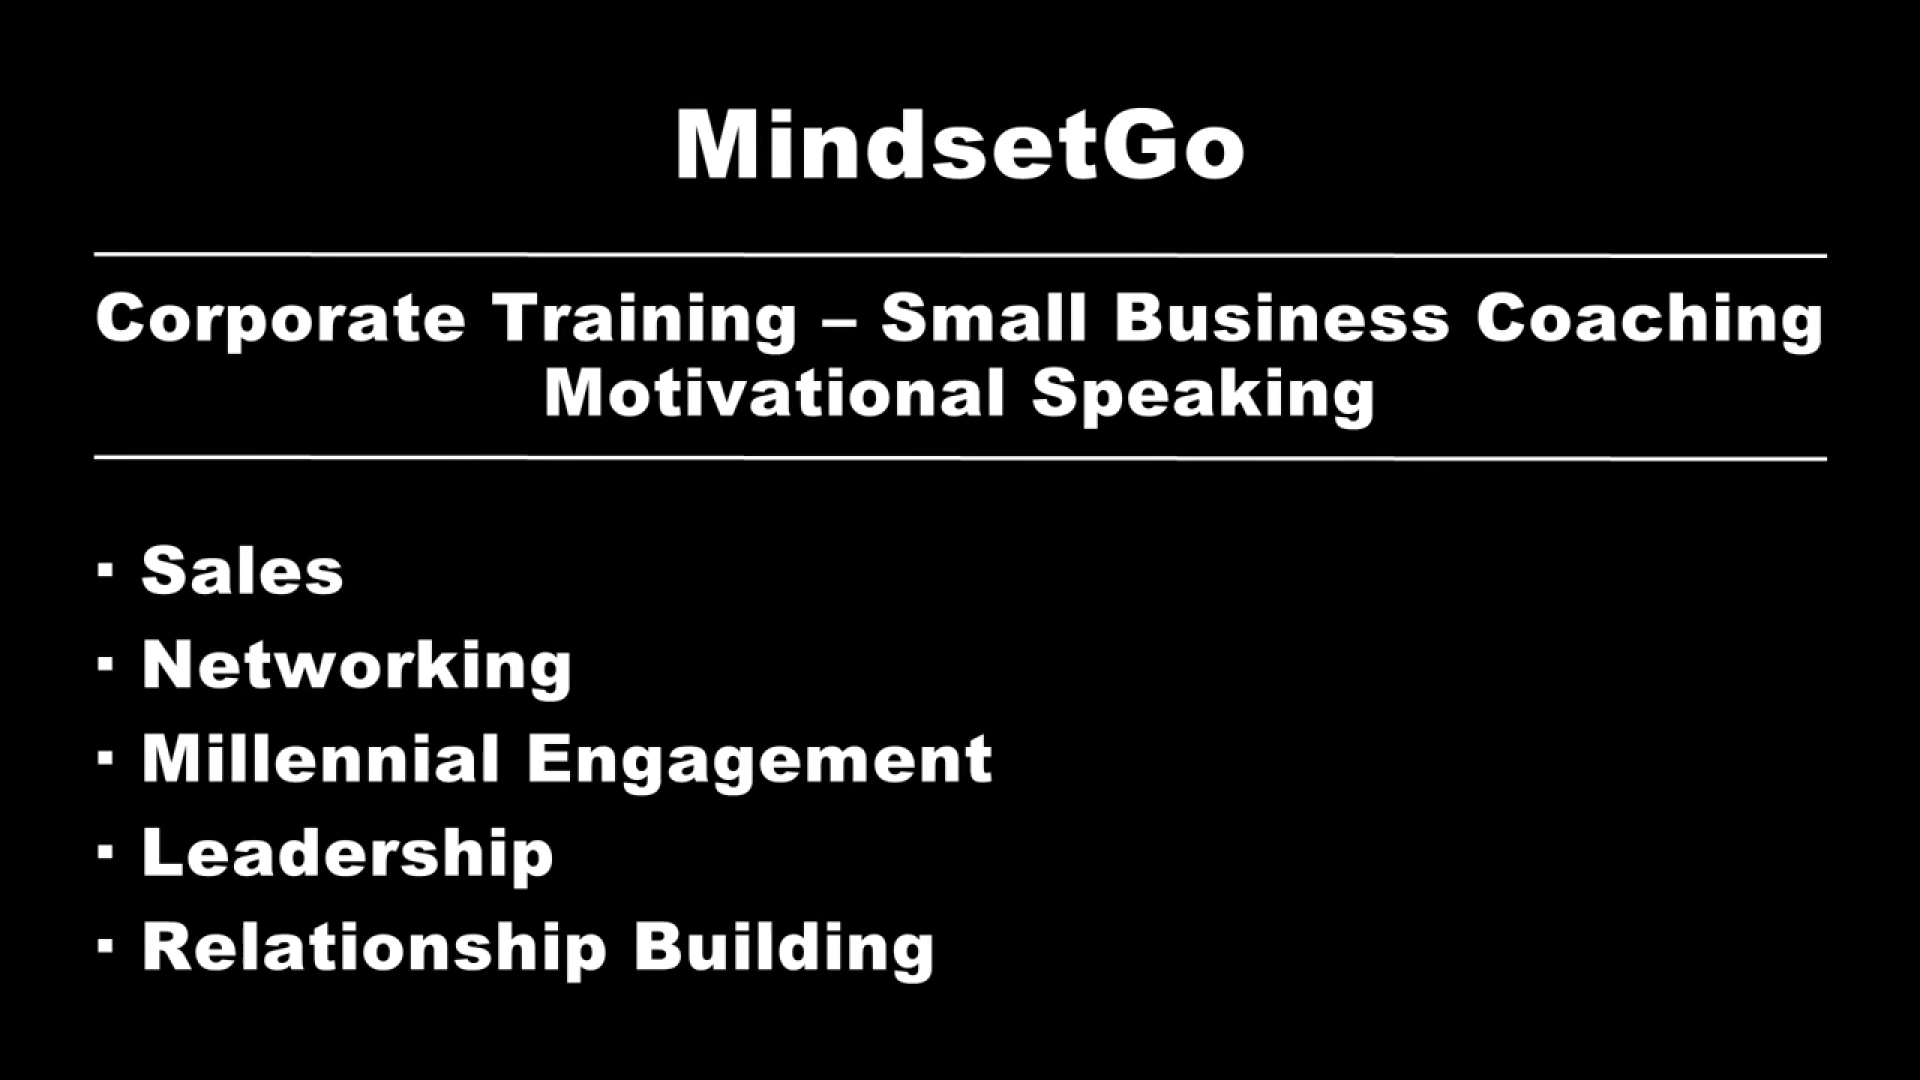 MindsetGo
Corporate Training – Small Business Coaching
Motivational Speaking
▪ Sales
▪ Networking
▪ Millennial Engagement
▪ Leadership
▪ Relationship Building